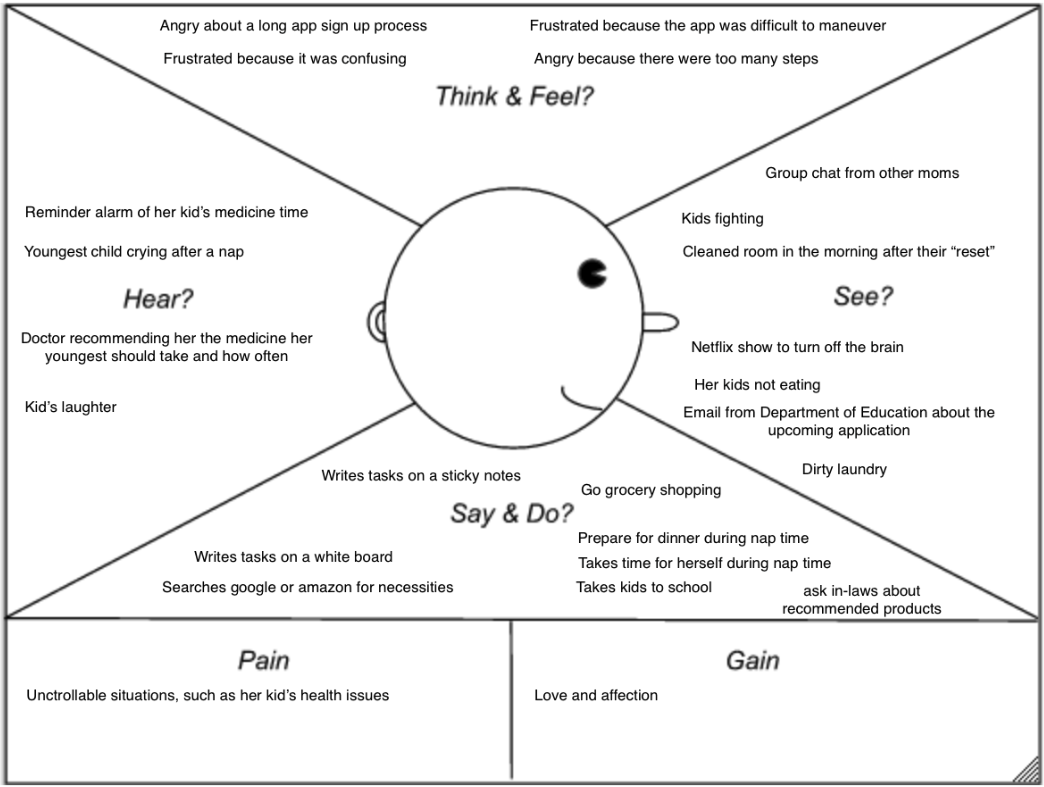 Angry about a long app sign up process
Frustrated because the app was difficult to maneuver
Frustrated because it was confusing
Angry because there were too many steps
Think & Feel?
Reminder alarm of her kid’s medicine time
Youngest child crying after a nap
Hear?
Doctor recommending her the medicine her
youngest should take and how often
Kid’s laughter
Group chat from other moms
Kids fighting
Cleaned room in the morning after their “reset”
See?
Netflix show to turn off the brain
Her kids not eating
Email from Department of Education about the
upcoming application
Dirty laundry
Writes tasks on a sticky notes
Go grocery shopping
Say & Do?
Prepare for dinner during nap time
Writes tasks on a white board
Takes time for herself during nap time
Searches google or amazon for necessities
Takes kids to school
ask in-laws about
recommended products
Pain
Unctrollable situations, such as her kid’s health issues
Gain
Love and affection